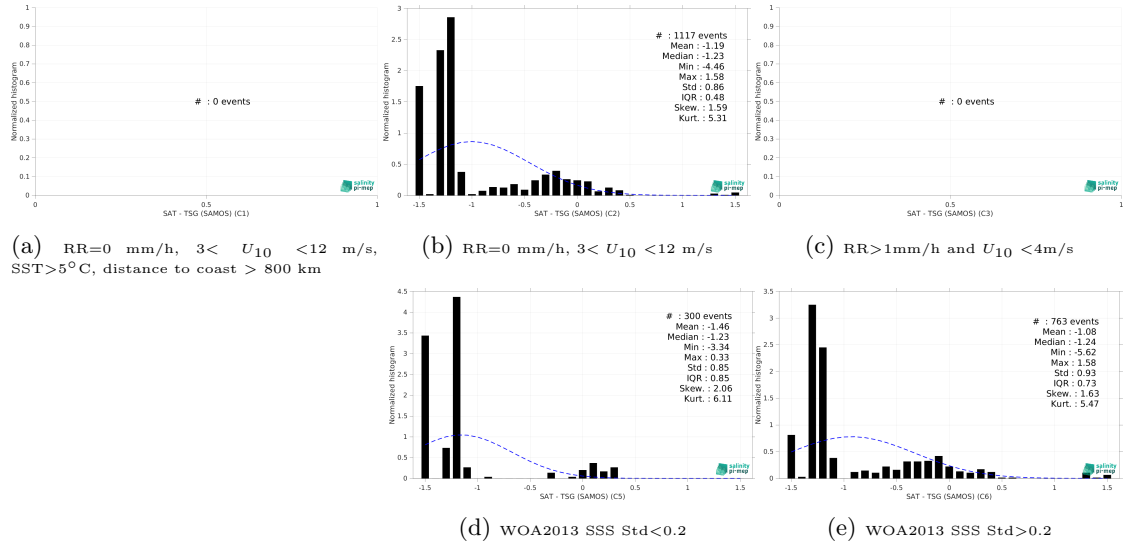 1
0.9
0.8
0.7
0.6
0.5
0.4
0.3
0.2
0.1
0
Normalized histogram
# : 0 events
0 0.5 1
SAT - TSG (SAMOS) (C1)
salinity
pi-mep
(a) RR=0 mm/h, 3< U10 <12 m/s,
SST>5°C, distance to coast > 800 km
3
2.5
2
1.5
1
0.5
0
Normalized histogram
# : 1117 events
Mean : -1.19
Median : -1.23
Min : -4.46
Max : 1.58
Std : 0.86
IQR : 0.48
Skew. : 1.59
Kurt. : 5.31
-1.5 -1 -0.5 0 0.5 1 1.5
SAT - TSG (SAMOS) (C2)
salinity
pi-mep
(b) RR=0 mm/h, 3< U10 <12 m/s
1
0.9
0.8
0.7
0.6
0.5
0.4
0.3
0.2
0.1
0
Normalized histogram
# : 0 events
0 0.5 1
SAT - TSG (SAMOS) (C3)
salinity
pi-mep
(c) RR>1mm/h and U10 <4m/s
4.5
4
3.5
3
2.5
2
1.5
1
0.5
0
Normalized histogram
# : 300 events
Mean : -1.46
Median : -1.23
Min : -3.34
Max : 0.33
Std : 0.85
IQR : 0.85
Skew. : 2.06
Kurt. : 6.11
-1.5 -1 -0.5 0 0.5 1 1.5
SAT - TSG (SAMOS) (C5)
salinity
pi-mep
(d) WOA2013 SSS Std<0.2
3.5
3
2.5
2
1.5
1
0.5
0
Normalized histogram
# : 763 events
Mean : -1.08
Median : -1.24
Min : -5.62
Max : 1.58
Std : 0.93
IQR : 0.73
Skew. : 1.63
Kurt. : 5.47
-1.5 -1 -0.5 0 0.5 1 1.5
SAT - TSG (SAMOS) (C6)
salinity
pi-mep
(e) WOA2013 SSS Std>0.2